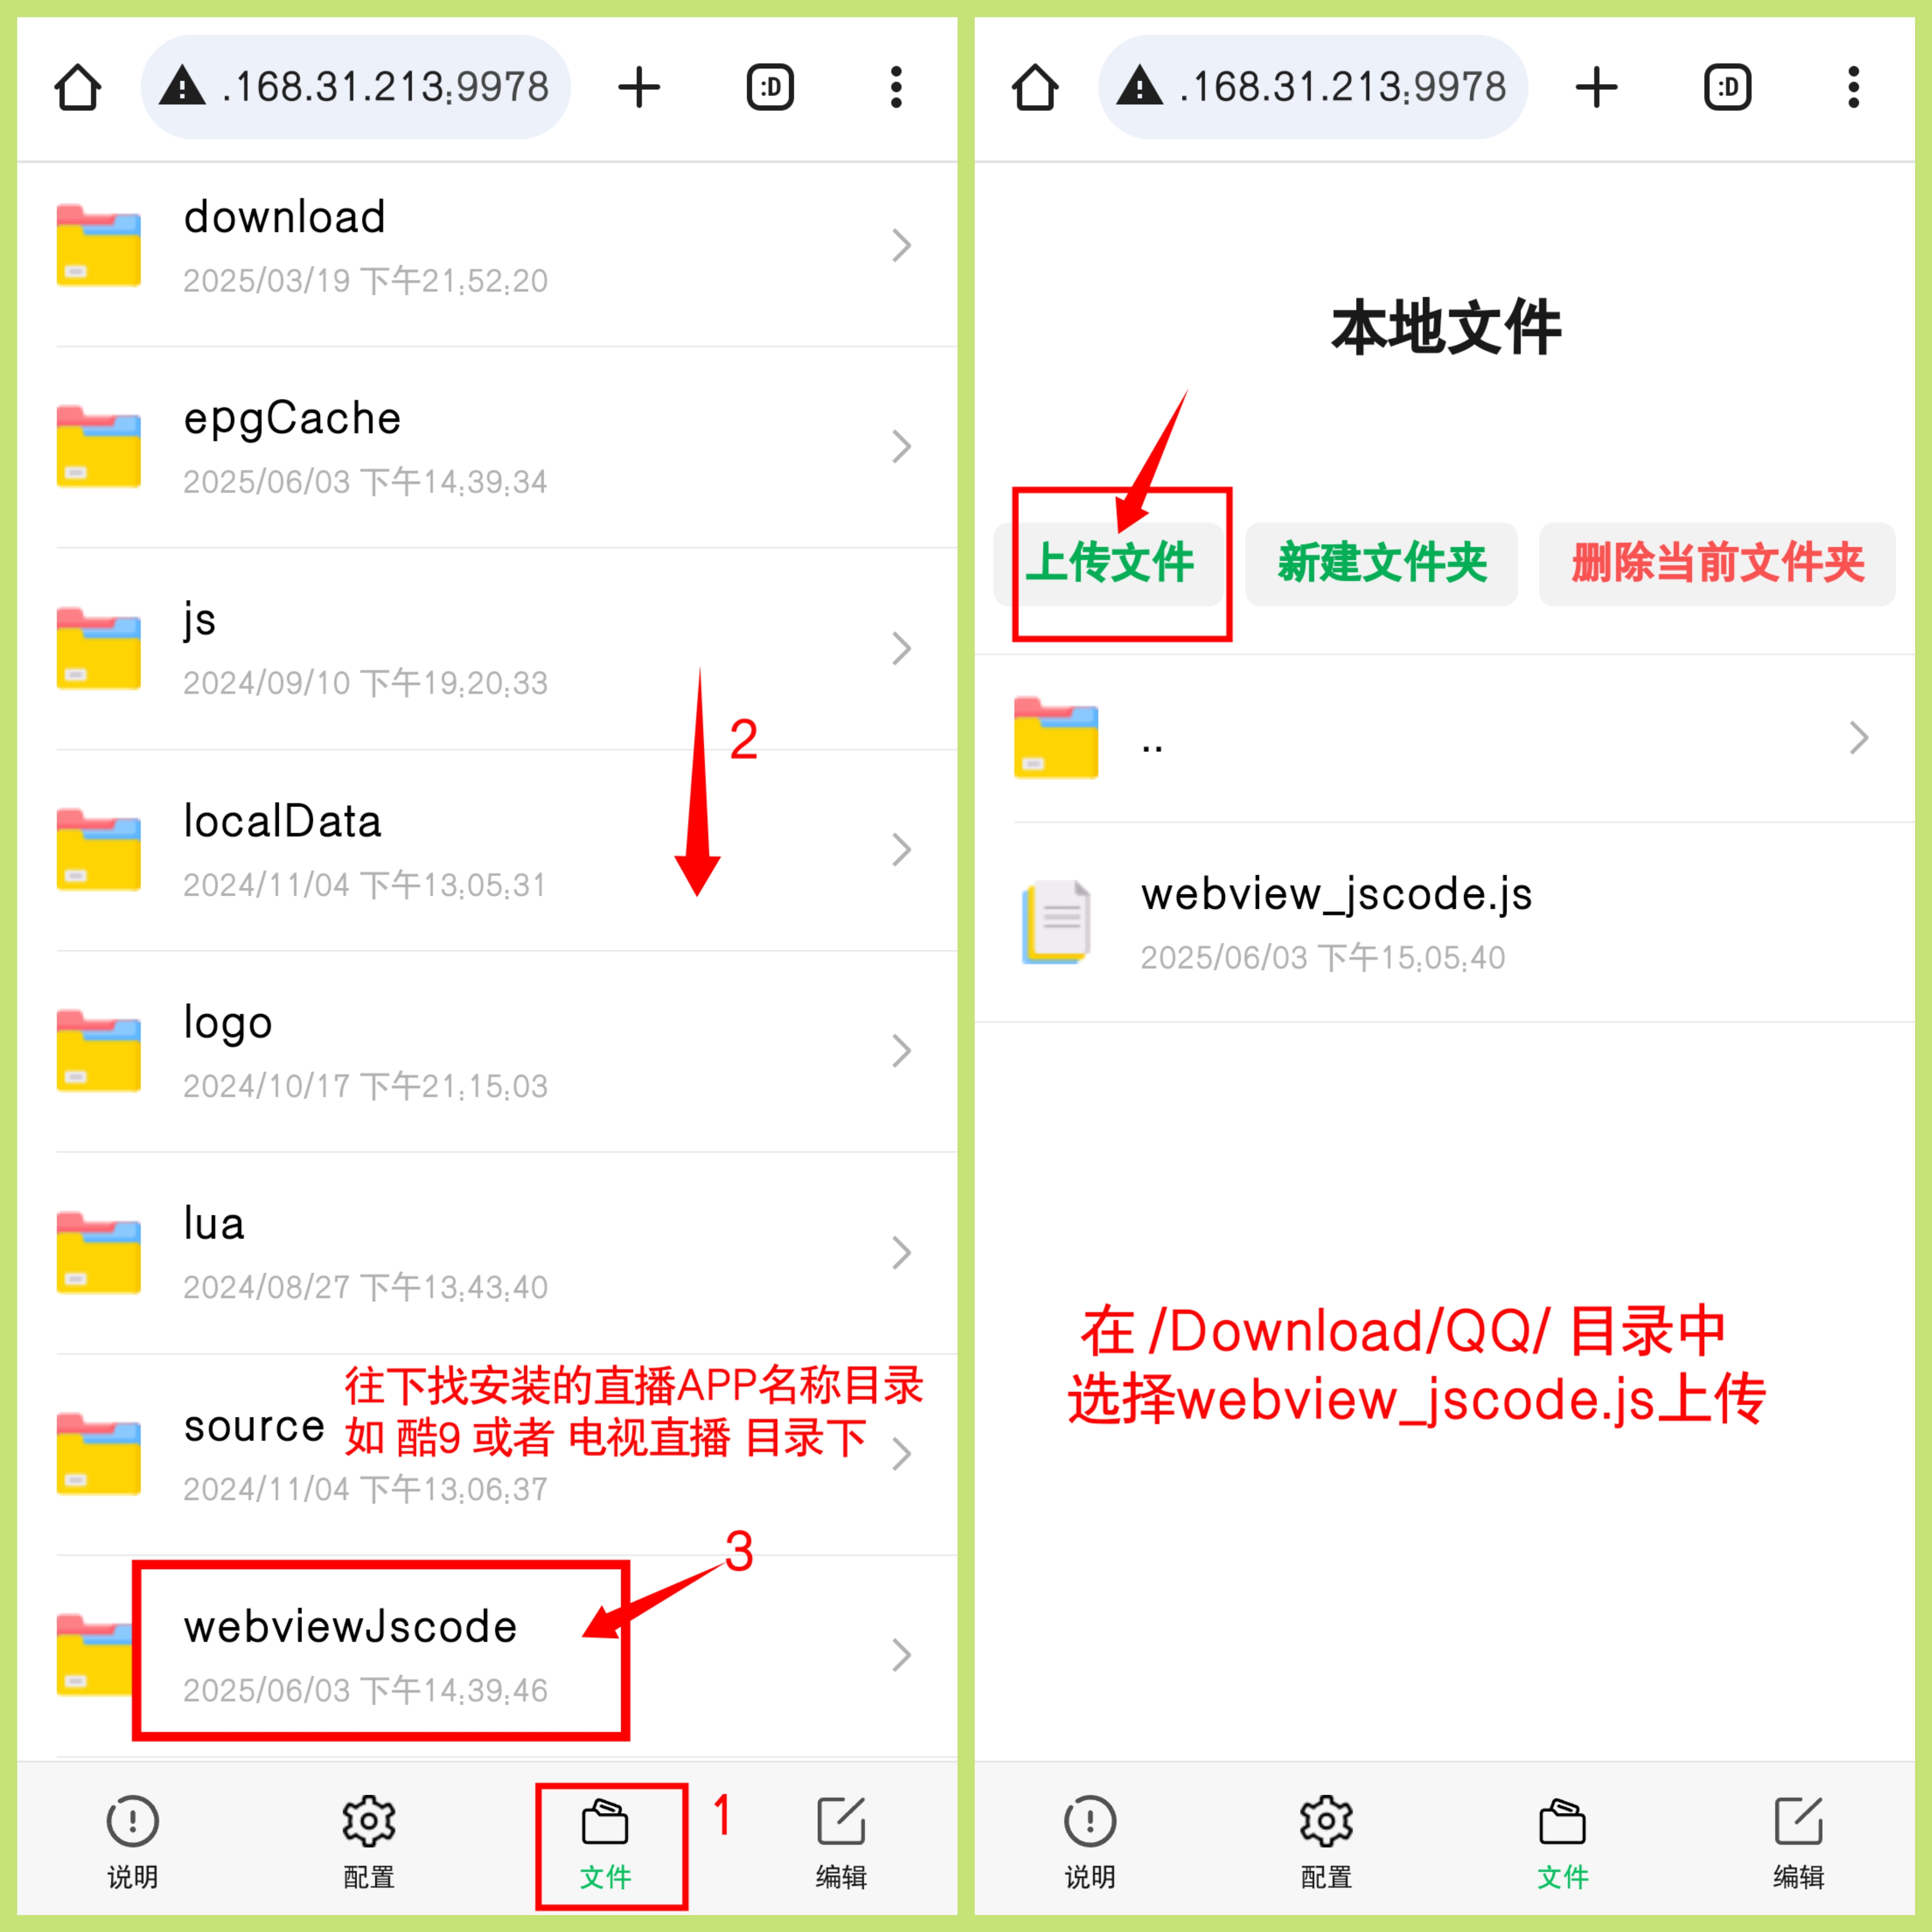 .168.31.213:9978
:D
download
2025/03/19 下午21:52:20
epgCache
2025/06/03 下午14:39:34
js
2024/09/10 下午19:20:33
2
localData
2024/11/04 下午13:05:31
logo
2024/10/17 下午21:15:03
lua
2024/08/27 下午13:43:40
往下找安装的直播APP名称目录
如 酷9 或者 电视直播 目录下
source
2024/11/04 下午13:06:37
3
webviewJscode
2025/06/03 下午14:39:46
1
说明
配置
文件
编辑
.168.31.213:9978
:D
本地文件
上传文件
新建文件夹
删除当前文件夹
..
webview_jscode.js
2025/06/03 下午15:05:40
在 /Download/QQ/ 目录中
选择webview_jscode.js上传
说明
配置
文件
编辑